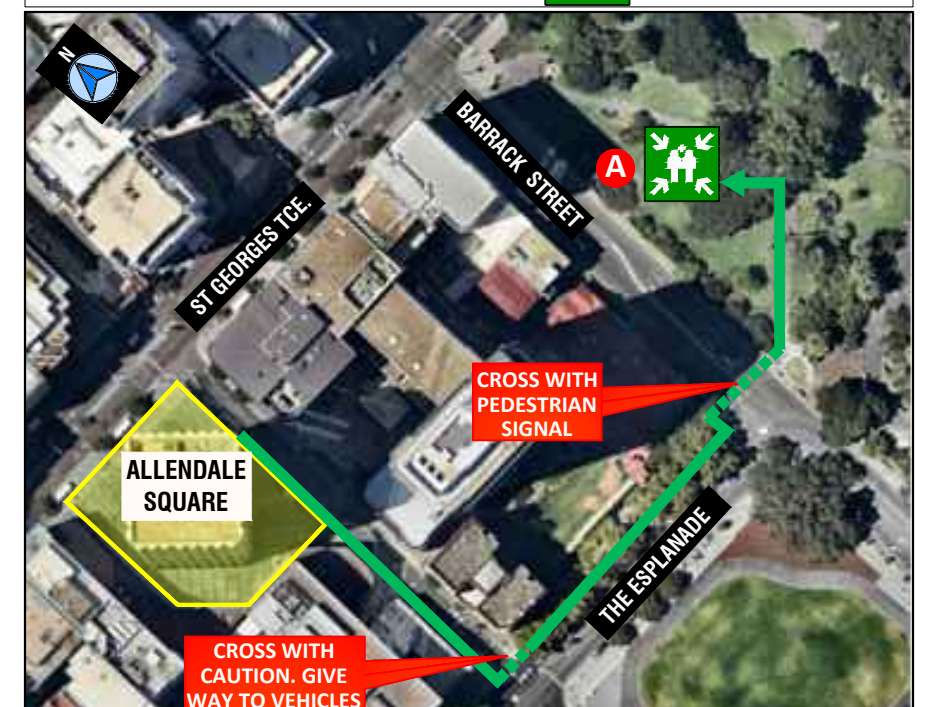 N
BARRACK STREET
A
ST GEORGES TCE.
CROSS WITH
PEDESTRIAN
SIGNAL
ALLENDALE
SQUARE
THE ESPLANADE
CROSS WITH
CAUTION. GIVE
WAY TO VEHICLES